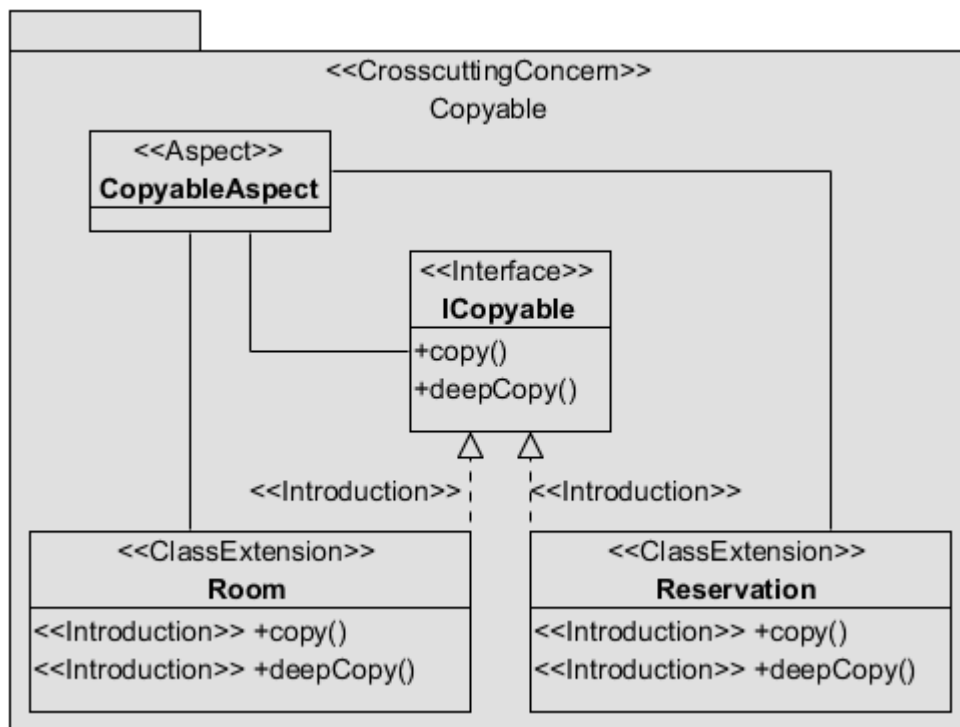 <<CrosscuttingConcern>>
Copyable
<<Aspect>>
CopyableAspect
<<Interface>>
ICopyable
+copy()
+deepCopy()
<<Introduction>>
<<Introduction>>
<<ClassExtension>>
Room
<<Introduction>> +copy()
<<Introduction>> +deepCopy()
<<ClassExtension>>
Reservation
<<Introduction>> +copy()
<<Introduction>> +deepCopy()